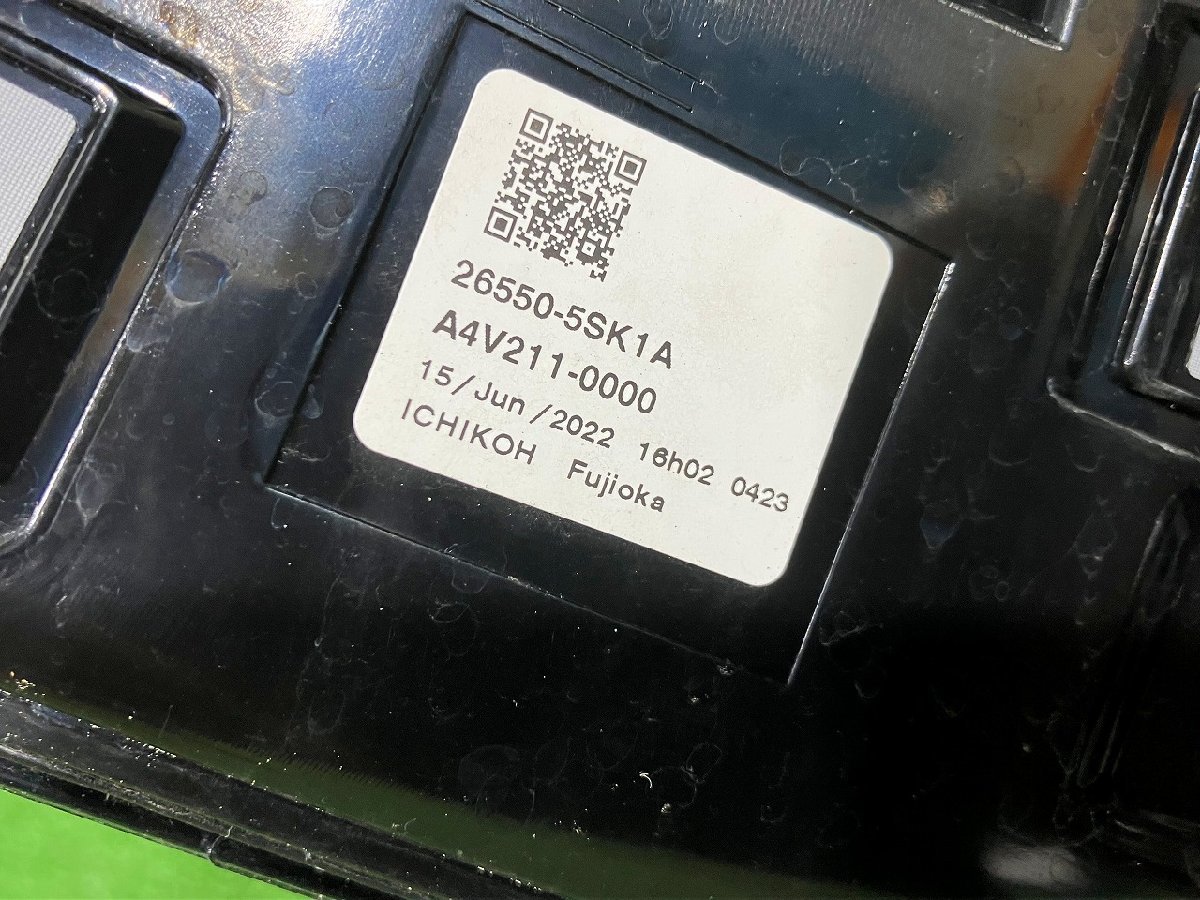 26550-5SK1A
A4V211-0000
15/Jun/2022 16h02 0423
ICHIKOH Fujioka